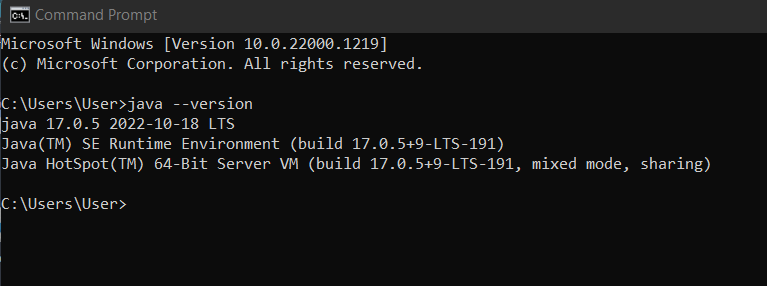 Command Prompt
Microsoft Windows [Version 10.0.22000.1219]
(c) Microsoft Corporation. All rights reserved.
C:\Users\User>java --version
java 17.0.5 2022-10-18 LTS
Java(TM) SE Runtime Environment (build 17.0.5+9-LTS-191)
Java HotSpot(TM) 64-Bit Server VM (build 17.0.5+9-LTS-191, mixed mode, sharing)
C:\Users\User>